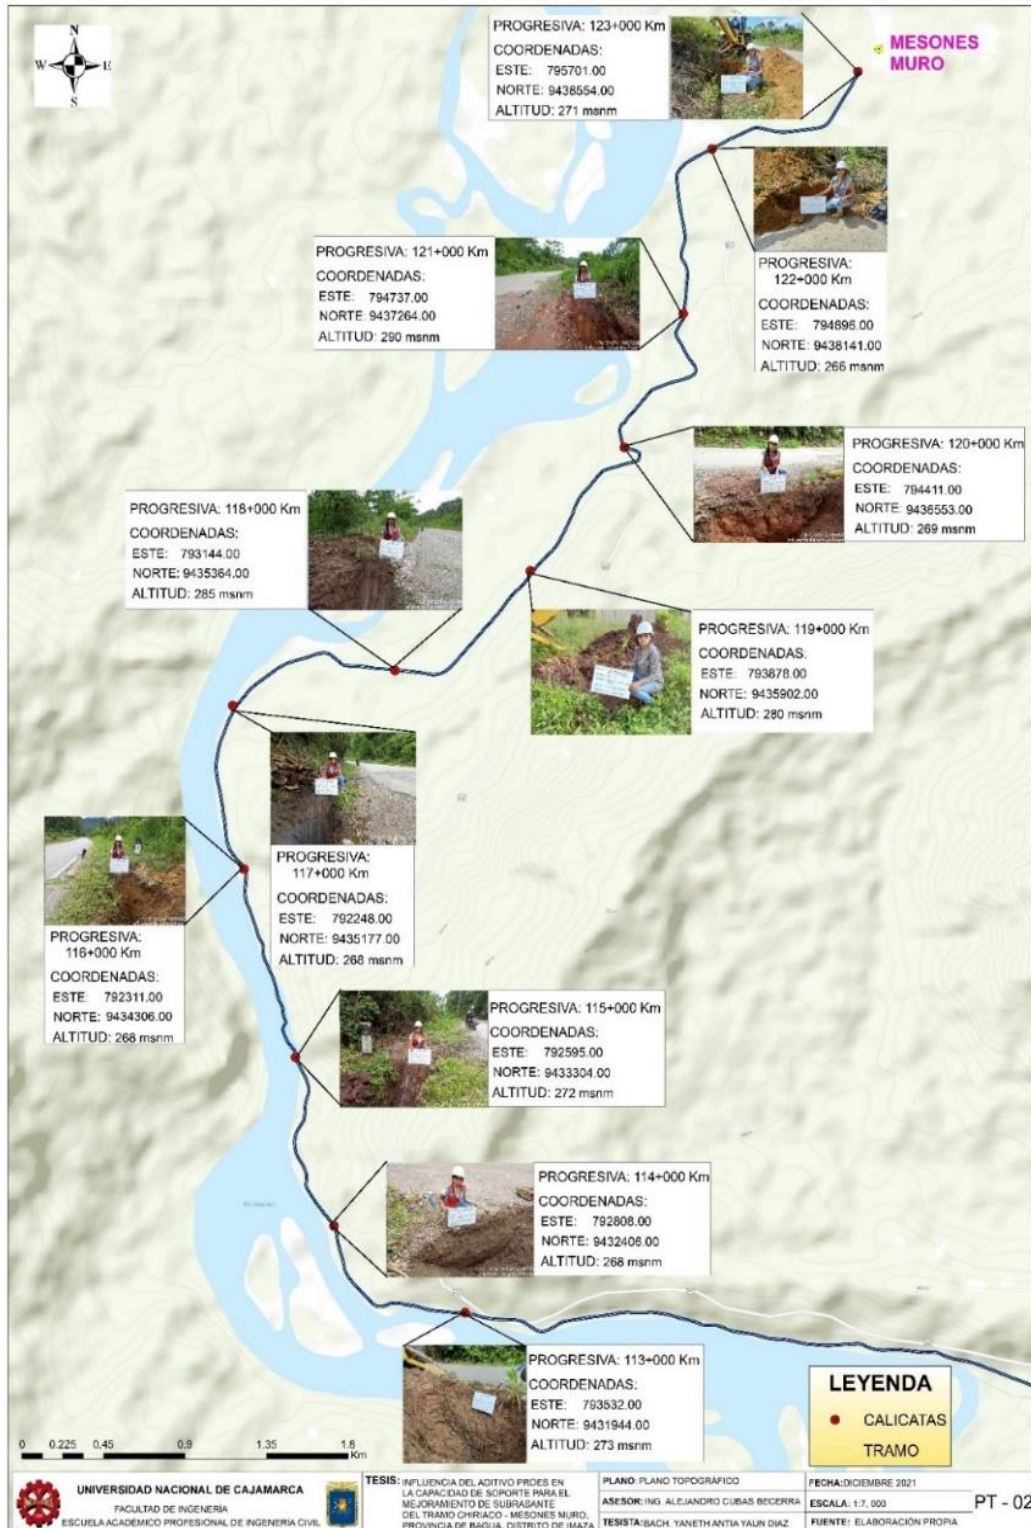 N
W E
S
PROGRESIVA: 123+000 Km
COORDENADAS:
ESTE: 795701.00
NORTE: 9438554.00
ALTITUD: 271 msnm
MESONES
MURO
PROGRESIVA:
122+000 Km
COORDENADAS:
ESTE: 794896.00
NORTE: 9438141.00
ALTITUD: 266 msnm
PROGRESIVA: 121+000 Km
COORDENADAS:
ESTE: 794737.00
NORTE: 9437264.00
ALTITUD: 290 msnm
PROGRESIVA: 120+000 Km
COORDENADAS:
ESTE: 794411.00
NORTE: 9436553.00
ALTITUD: 269 msnm
PROGRESIVA: 118+000 Km
COORDENADAS:
ESTE: 793144.00
NORTE: 9435364.00
ALTITUD: 285 msnm
PROGRESIVA: 119+000 Km
COORDENADAS:
ESTE: 793878.00
NORTE: 9435902.00
ALTITUD: 280 msnm
PROGRESIVA:
117+000 Km
COORDENADAS:
ESTE: 792248.00
NORTE: 9435177.00
ALTITUD: 268 msnm
PROGRESIVA:
116+000 Km
COORDENADAS:
ESTE: 792311.00
NORTE: 9434306.00
ALTITUD: 268 msnm
PROGRESIVA: 115+000 Km
COORDENADAS:
ESTE: 792595.00
NORTE: 9433304.00
ALTITUD: 272 msnm
PROGRESIVA: 114+000 Km
COORDENADAS:
ESTE: 792808.00
NORTE: 9432406.00
ALTITUD: 268 msnm
PROGRESIVA: 113+000 Km
COORDENADAS:
ESTE: 793532.00
NORTE: 9431944.00
ALTITUD: 273 msnm
LEYENDA
CALICATAS
TRAMO
0 0.225 0.45 0.9 1.35 1.8
Km
UNIVERSIDAD NACIONAL DE CAJAMARCA
FACULTAD DE INGENIERÍA
ESCUELA ACADÉMICO PROFESIONAL DE INGENIERÍA CIVIL
TESIS: INFLUENCIA DEL ADITIVO PROES EN
LA CAPACIDAD DE SOPORTE PARA EL
MEJORAMIENTO DE SUBRASANTE
DEL TRAMO CHIRIACO - MESONES MURO,
PROVINCIA DE BAGUA, DISTRITO DE IMAZA
PLANO: PLANO TOPOGRÁFICO
ASESOR: ING. ALEJANDRO CUBAS BECERRA
TESISTA: BACH. YANETH ANTIA YAUN DIAZ
FECHA: DICIEMBRE 2021
ESCALA: 1:7, 000
FUENTE: ELABORACIÓN PROPIA
PT - 02